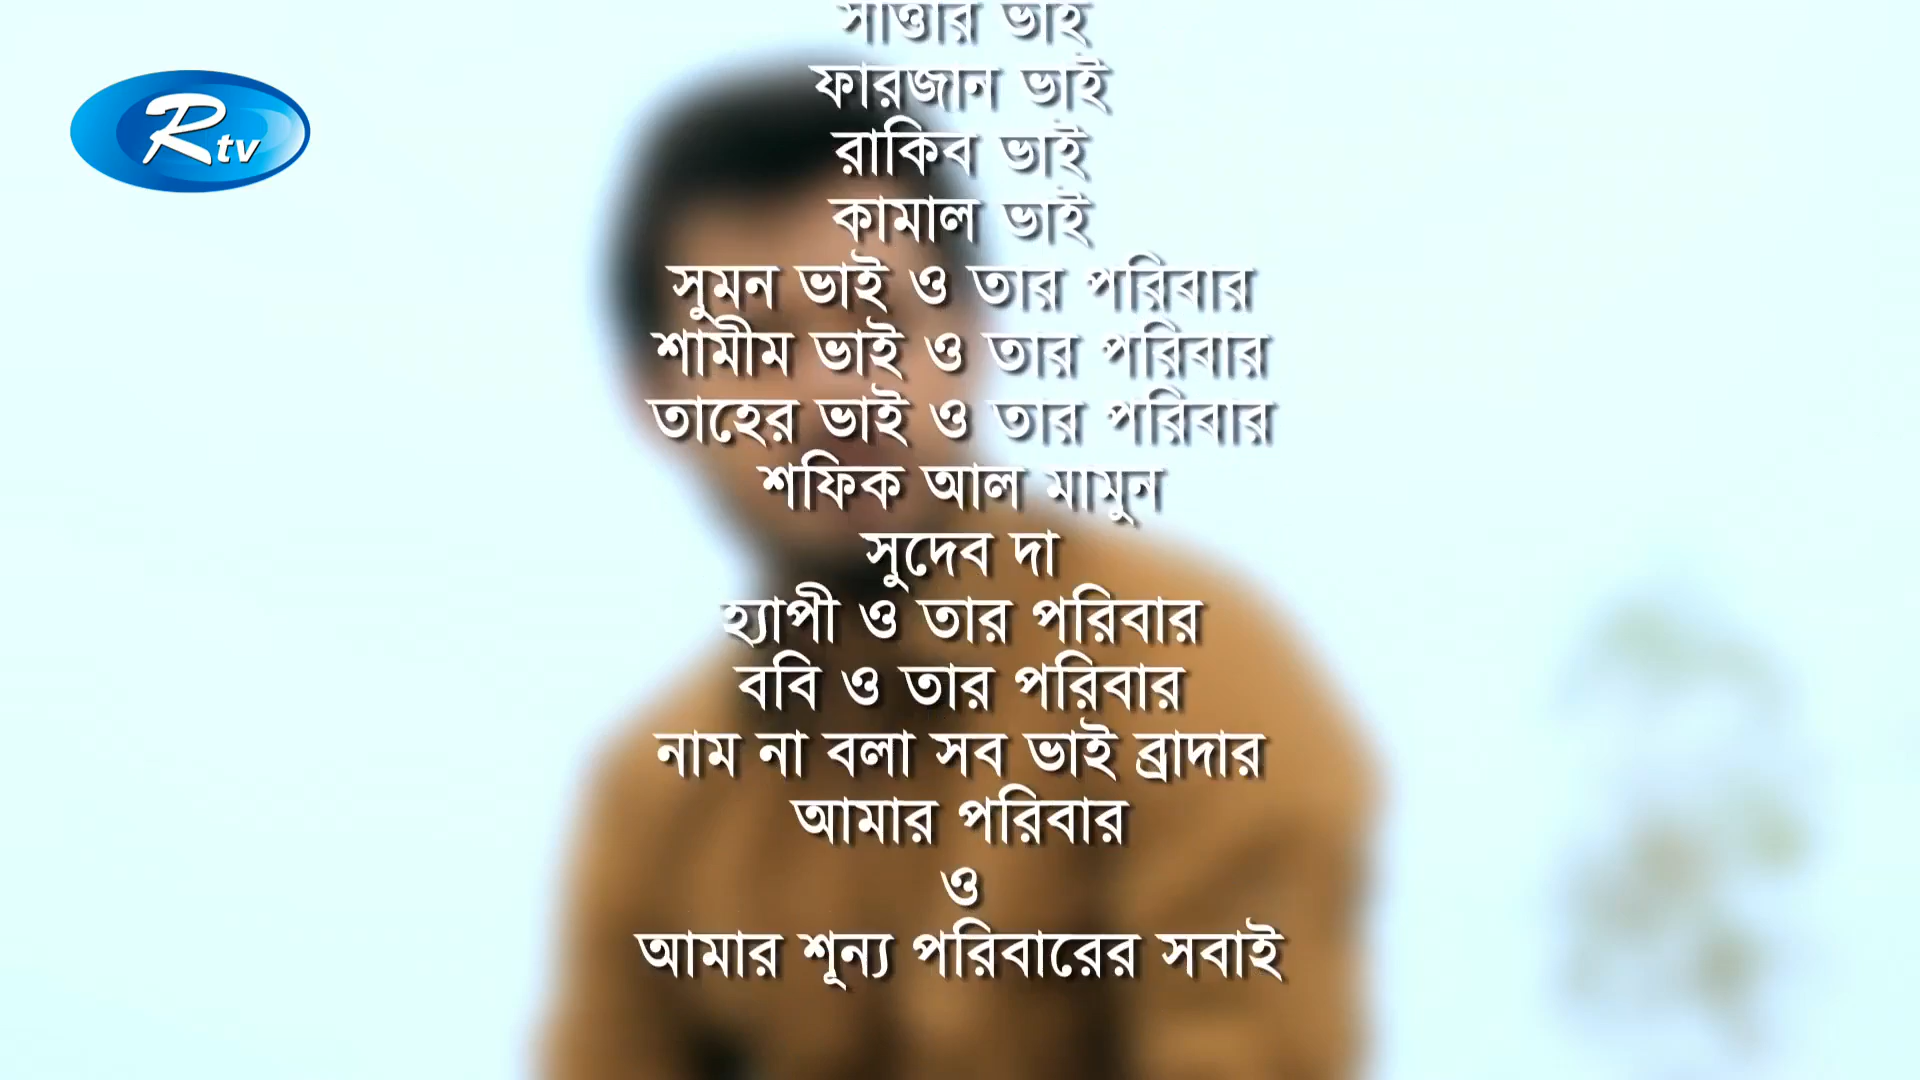 সাত্তার ভাই
Rtv
ফারজান ভাই
রাকিব ভাই
কামাল ভাই
সুমন ভাই ও তার পরিবার
শামীম ভাই ও তার পরিবার
তাহের ভাই ও তার পরিবার
শফিক আল মামুন
সুদেব দা
হ্যাপী ও তার পরিবার
ববি ও তার পরিবার
নাম না বলা সব ভাই ব্রাদার
আমার পরিবার
ও
আমার শূন্য পরিবারের সবাই